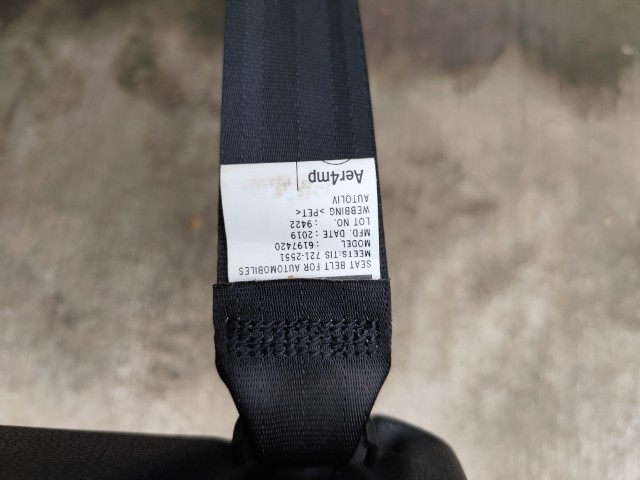 SEAT BELT FOR AUTOMOBILES
MEETS:TIS 721-2551
MODEL : 6197420
MFD. DATE : 2019
LOT NO. : 9422
WEBBING >PET<
AUTOLIV
Aer4mp